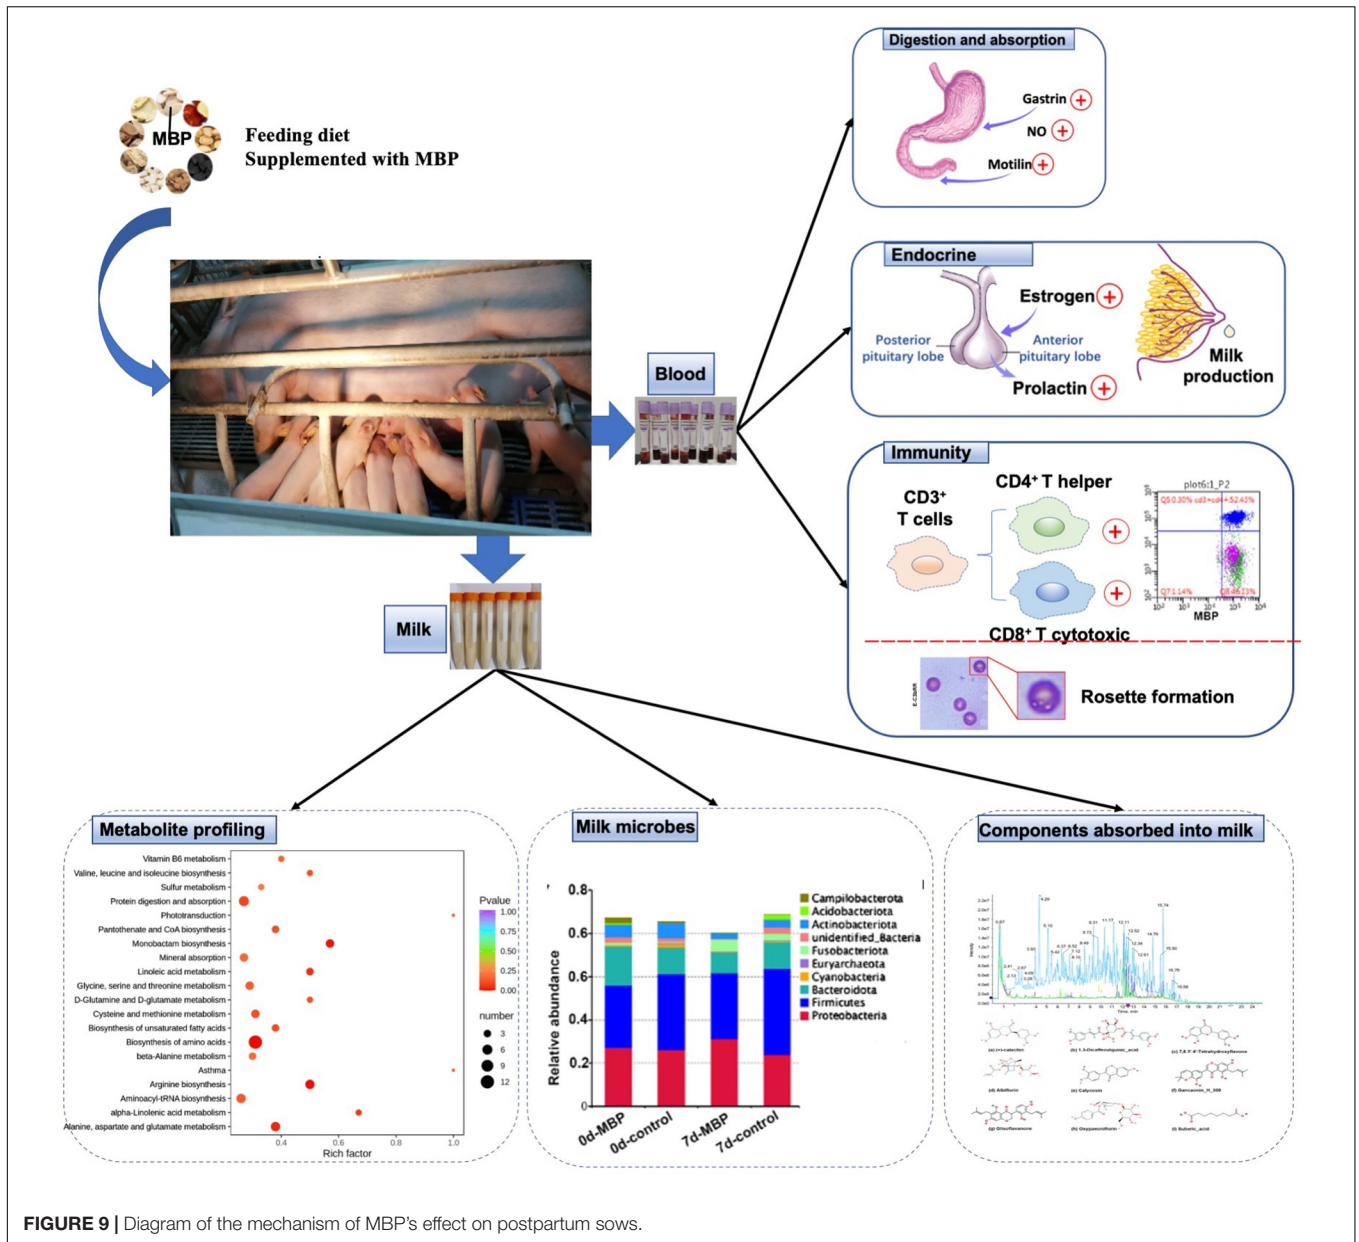 MBP
Feeding diet
Supplemented with MBP
Digestion and absorption
Gastrin
NO
Motilin
Endocrine
Estrogen
Posterior
pituitary lobe
Anterior
pituitary lobe
Prolactin
Milk
production
Blood
Immunity
CD3+
T cells
CD4+ T helper
CD8+ T cytotoxic
plot6:1_P2
MBP
Rosette formation
Milk
Metabolite profiling
Vitamin B6 metabolism
Valine, leucine and isoleucine biosynthesis
Sulfur metabolism
Protein digestion and absorption
Phototransduction
Pantothenate and CoA biosynthesis
Monobactam biosynthesis
Mineral absorption
Linoleic acid metabolism
Glycine, serine and threonine metabolism
D-Glutamine and D-glutamate metabolism
Cysteine and methionine metabolism
Biosynthesis of unsaturated fatty acids
Biosynthesis of amino acids
beta-Alanine metabolism
Asthma
Arginine biosynthesis
Aminoacyl-tRNA biosynthesis
alpha-Linolenic acid metabolism
Alanine, aspartate and glutamate metabolism
0.4 0.6 0.8 1.0
Rich factor
Pvalue
1.00
0.75
0.50
0.25
0.00
number
3
6
9
12
Milk microbes
Relative abundance
0.8
0.6
0.4
0.2
0
0d-MBP
0d-control
7d-MBP
7d-control
Campilobacterota
Acidobacteriota
Actinobacteriota
unidentified_Bacteria
Fusobacteriota
Euryarchaeota
Cyanobacteria
Bacteroidota
Firmicutes
Proteobacteria
Components absorbed into milk
Time, min
(a) (+)-catechin
(d) Albiflorin
(e) Calycosin
(h) Oxypaeoniflorin
(i) Suberic_acid
FIGURE 9 | Diagram of the mechanism of MBP's effect on postpartum sows.